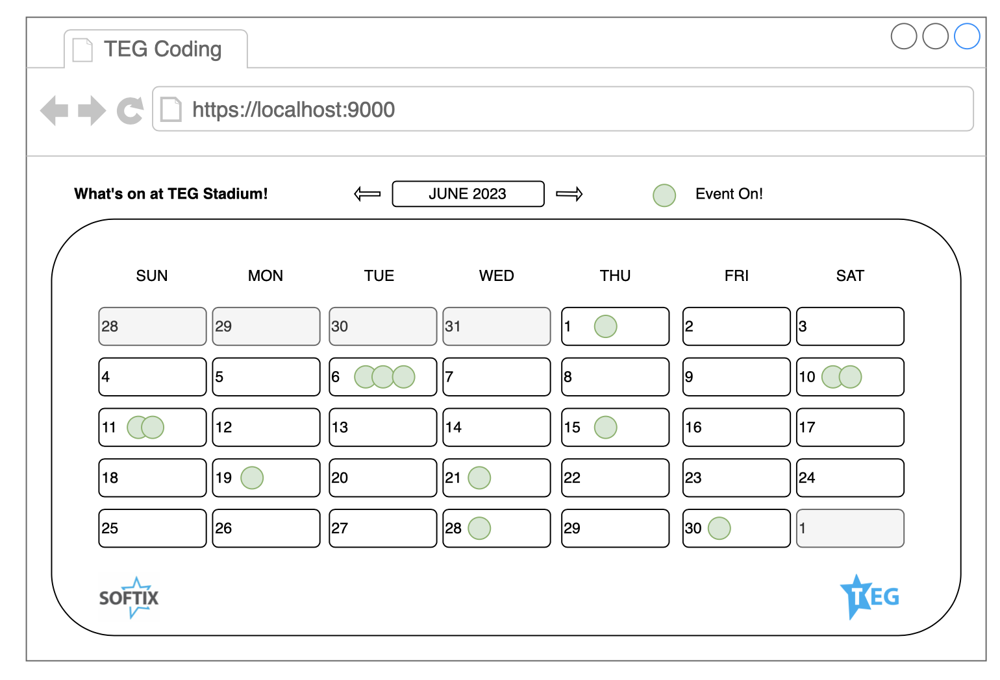 TEG Coding
https://localhost:9000
What's on at TEG Stadium! JUNE 2023 Event On!
SUN MON TUE WED THU FRI SAT
28 29 30 31 1 2 3
4 5 6 7 8 9 10
11 12 13 14 15 16 17
18 19 20 21 22 23 24
25 26 27 28 29 30 1
SOFTIX TEG